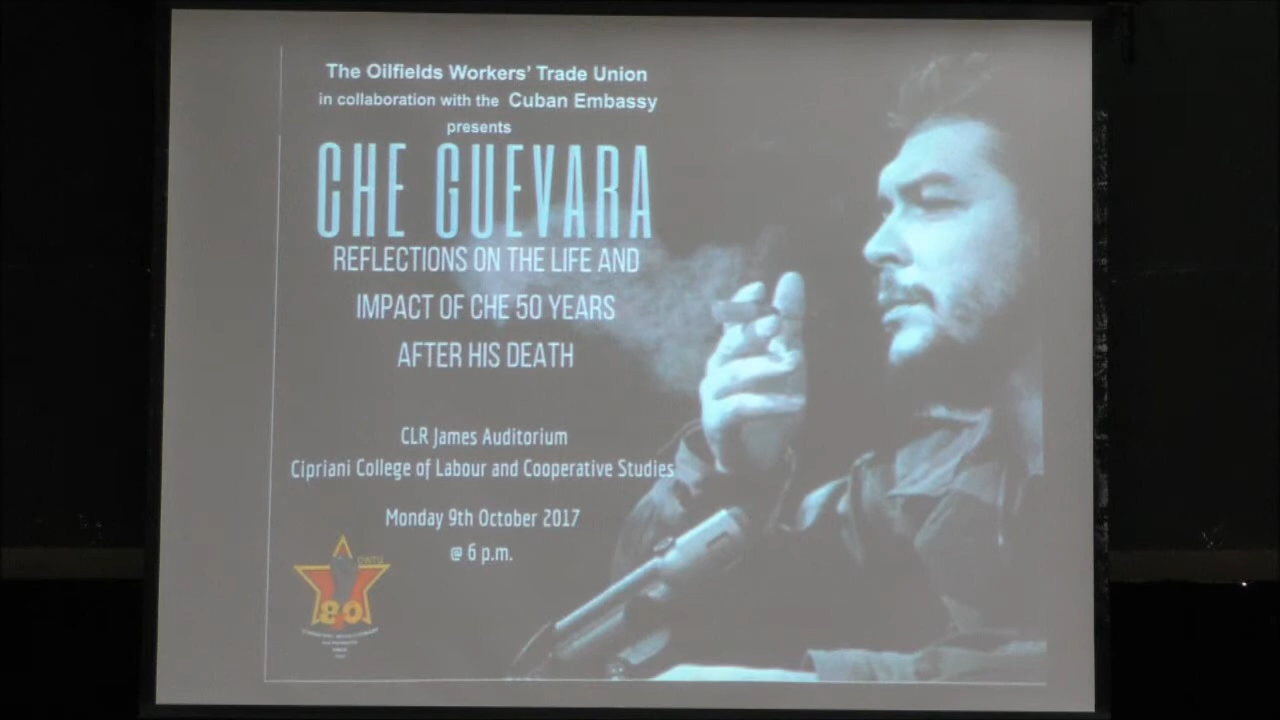 The Oilfields Workers' Trade Union
in collaboration with the Cuban Embassy
presents
CHE GUEVARA
REFLECTIONS ON THE LIFE AND
IMPACT OF CHE 50 YEARS
AFTER HIS DEATH
CLR James Auditorium
Cipriani College of Labour and Cooperative Studies
Monday 9th October 2017
@ 6 p.m.
OWTU
80